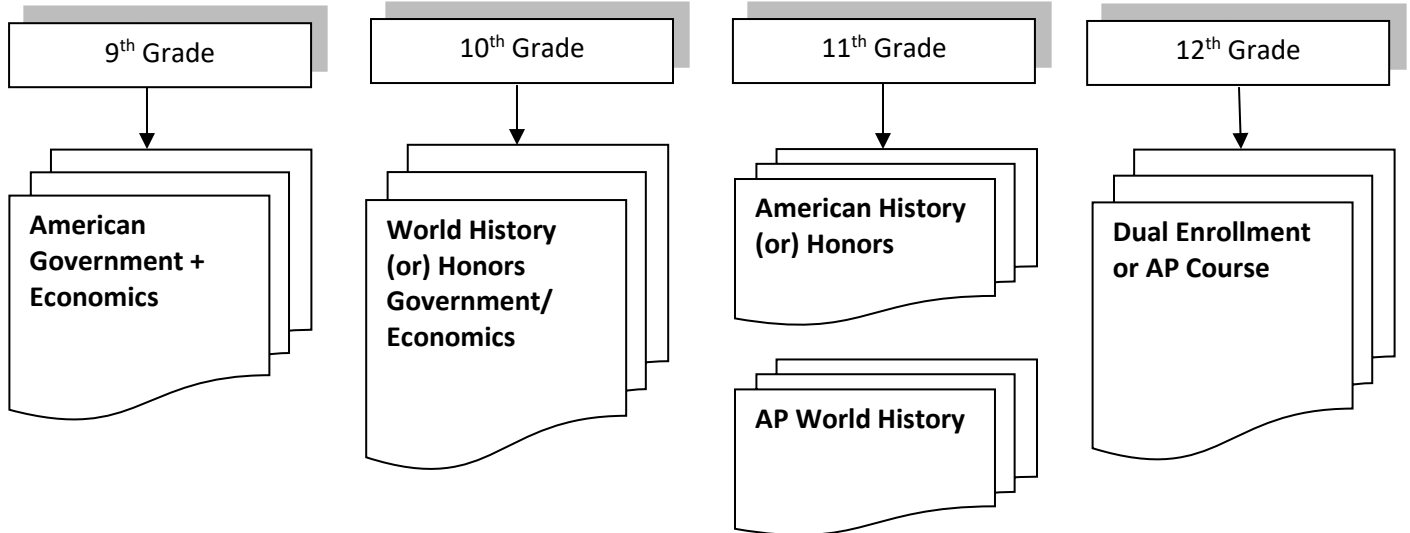 9th Grade
10th Grade
11th Grade
12th Grade
American
Government +
Economics
World History
(or) Honors
Government/
Economics
American History
(or) Honors
AP World History
Dual Enrollment
or AP Course